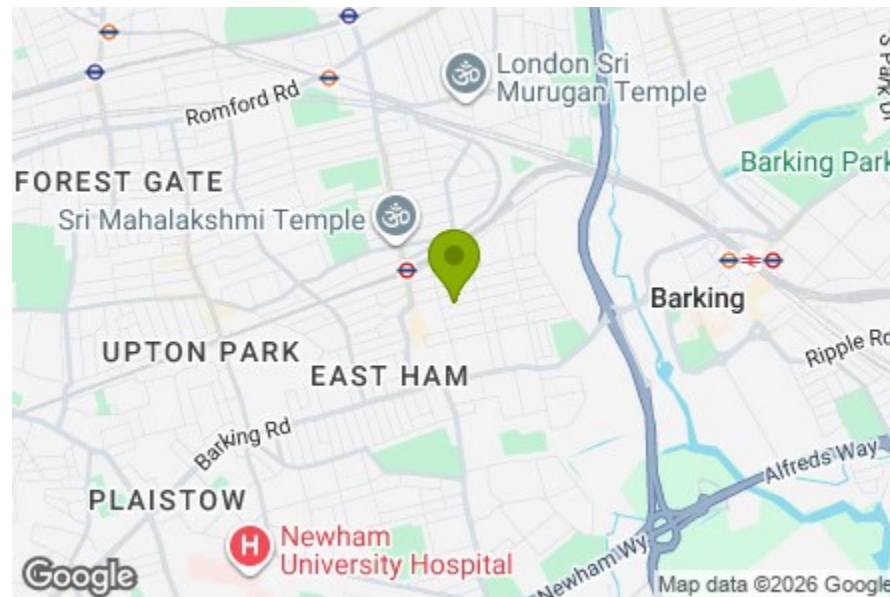 London Sri
Murugan Temple
Romford Rd
Barking Park
FOREST GATE
Sri Mahalakshmi Temple
Barking
UPTON PARK
EAST HAM
Ripple Rd
Barking Rd
Alfreds Way
PLAISTOW
H
Newham
University Hospital
Newham Wy
Google
Map data ©2026 Google